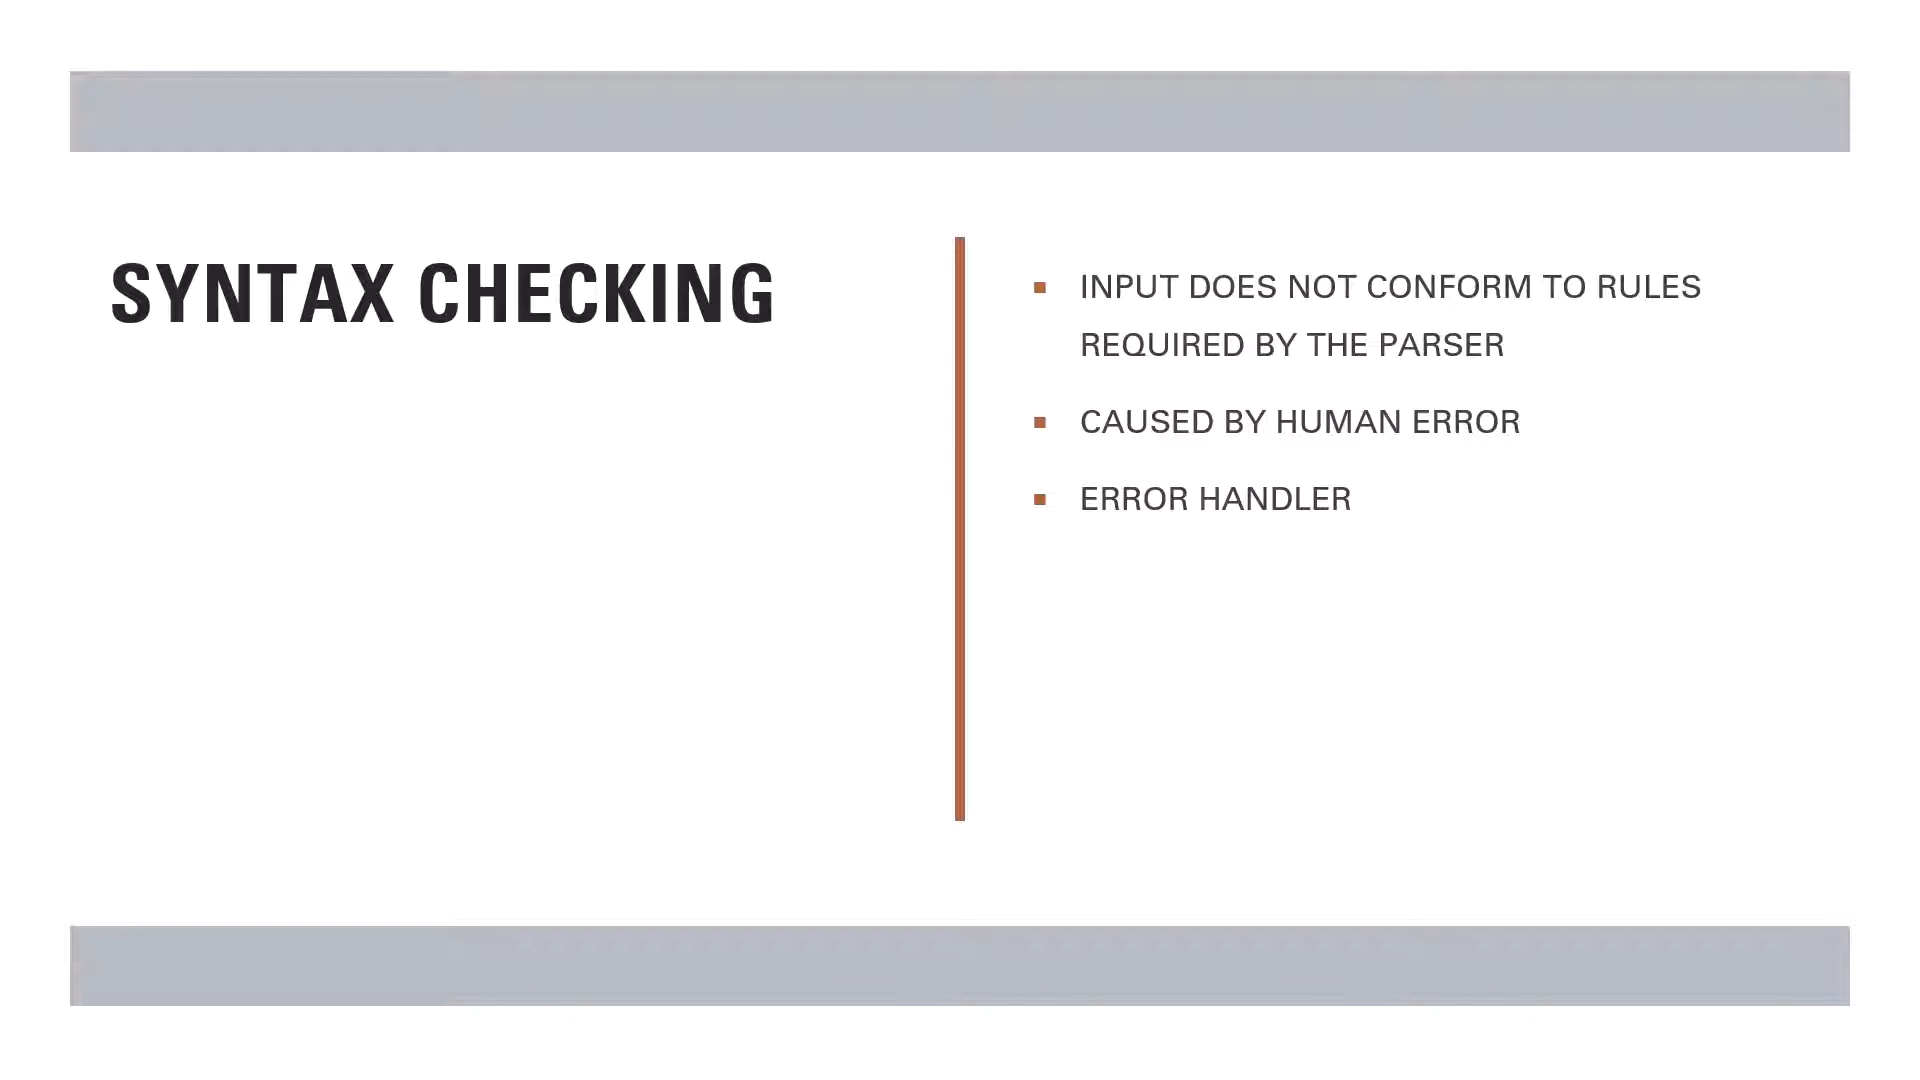 SYNTAX CHECKING
INPUT DOES NOT CONFORM TO RULES
REQUIRED BY THE PARSER
CAUSED BY HUMAN ERROR
ERROR HANDLER